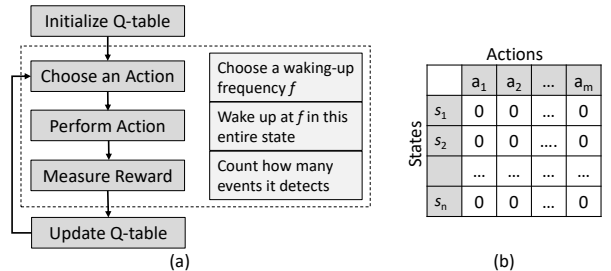 Initialize Q-table
Choose an Action
Perform Action
Measure Reward
Update Q-table
Choose a waking-up
frequency f
Wake up at f in this
entire state
Count how many
events it detects
(a)
Actions
States
a1 a2 ... am
s1 0 0 ... 0
s2 0 0 .... 0
... ... ... ...
sn 0 0 ... 0
(b)